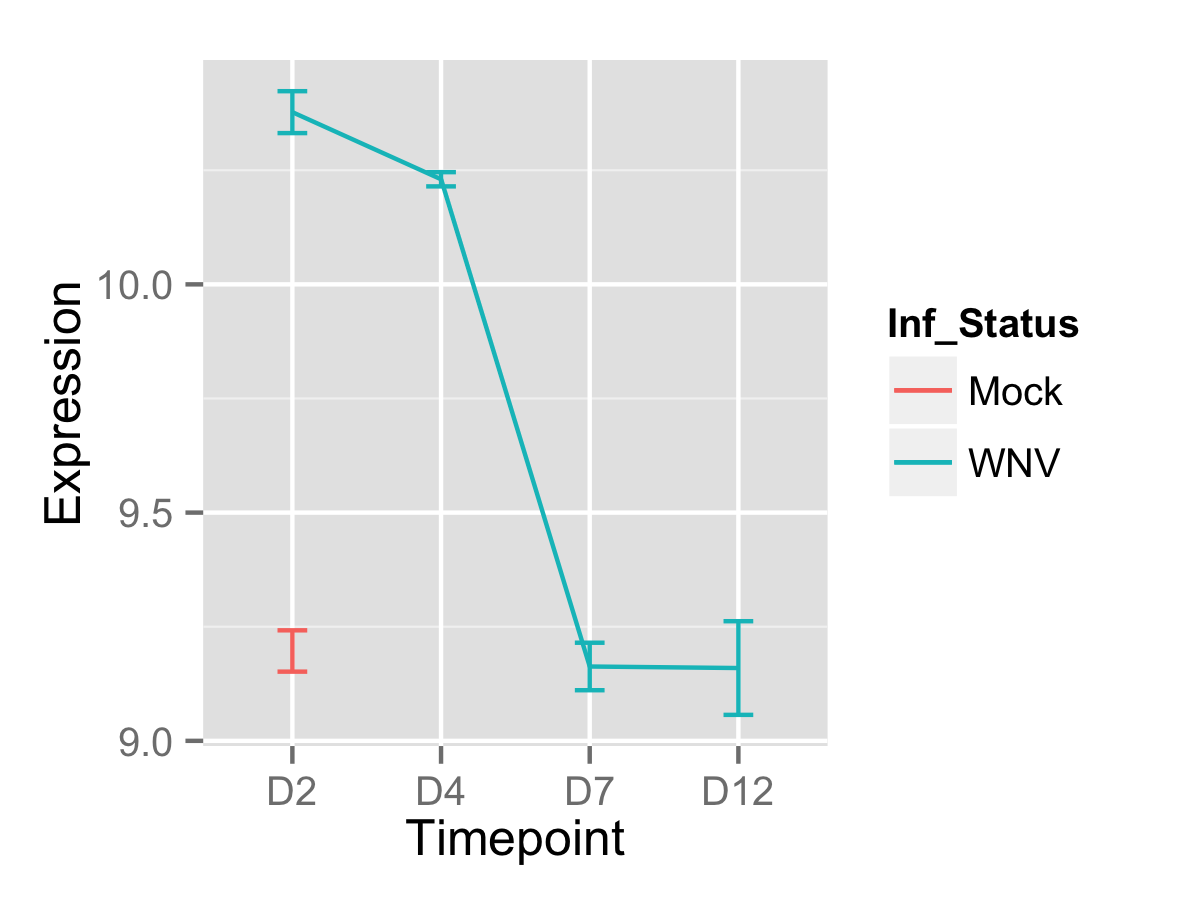 Expression
10.0
9.5
9.0
D2 D4 D7 D12
Timepoint
Inf_Status
Mock
WNV